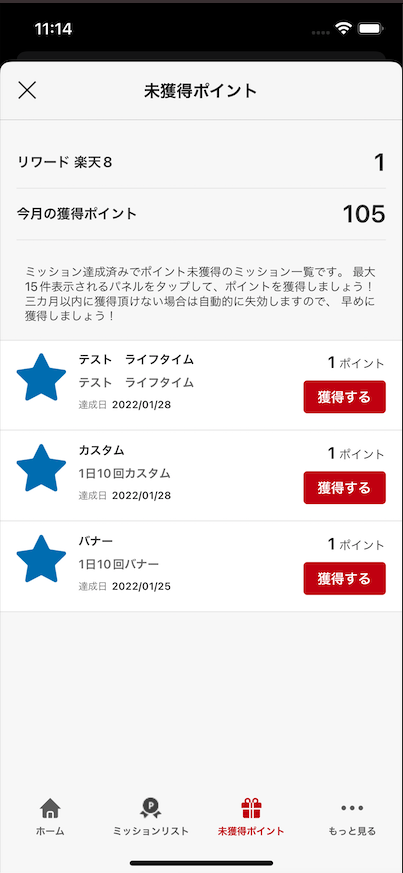 11:14
未獲得ポイント
リワード 楽天8
1
今月の獲得ポイント
105
ミッション達成済みでポイント未獲得のミッション一覧です。 最大
15件表示されるパネルをタップして、ポイントを獲得しましょう！
三カ月以内に獲得頂けない場合は自動的に失効しますので、 早めに
獲得しましょう！
テスト　ライフタイム
1 ポイント
テスト　ライフタイム
獲得する
達成日 2022/01/28
カスタム
1 ポイント
1日10回カスタム
獲得する
達成日 2022/01/28
バナー
1 ポイント
1日10回バナー
獲得する
達成日 2022/01/25
P
ホーム
ミッションリスト
未獲得ポイント
もっと見る